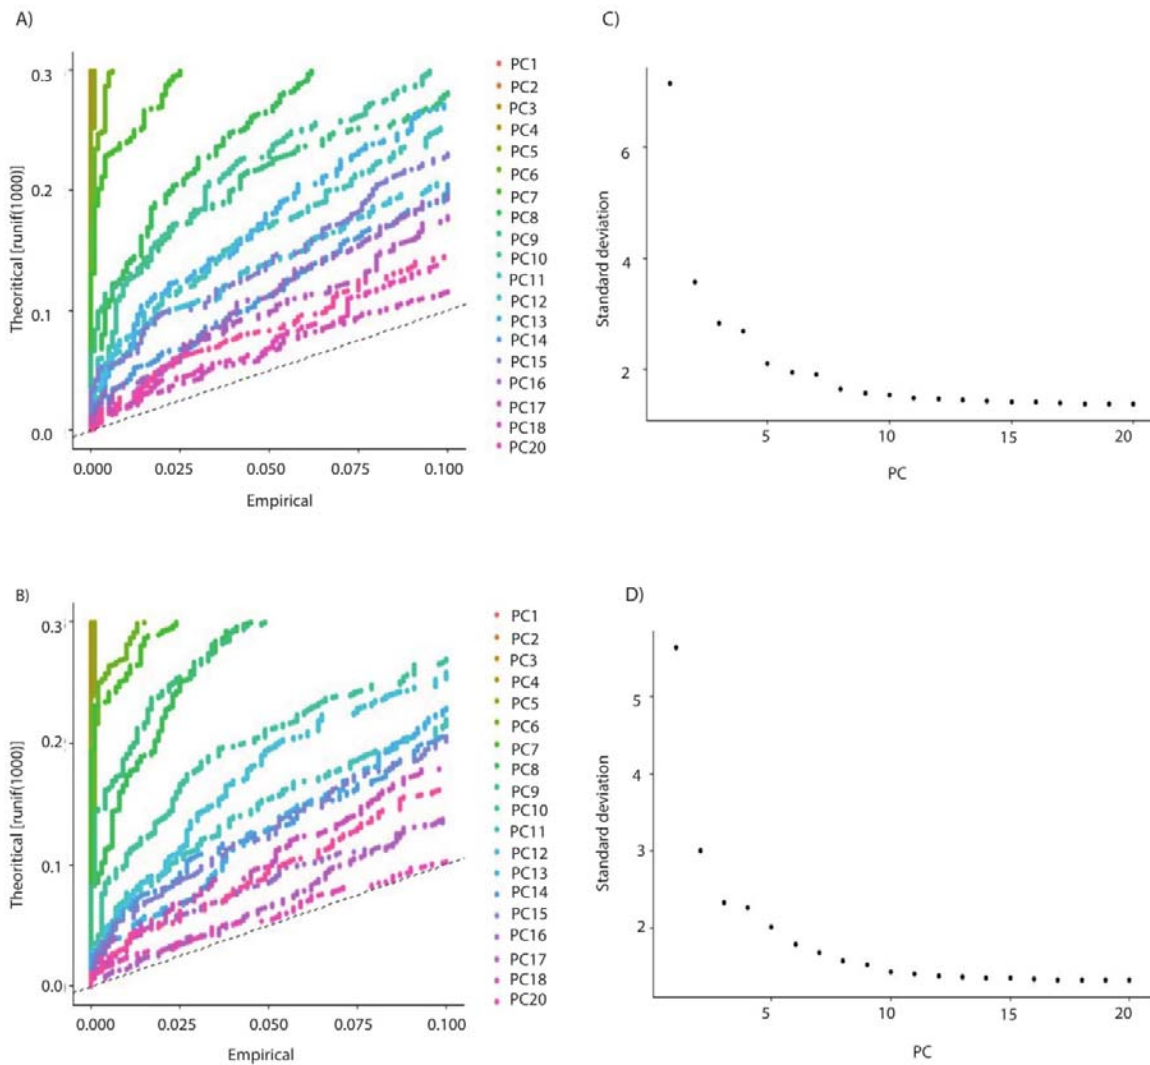 A)
Theoritical [runif(1000)]
0.3
0.2
0.1
0.0
0.000 0.025 0.050 0.075 0.100
Empirical
PC1
PC2
PC3
PC4
PC5
PC6
PC7
PC8
PC9
PC10
PC11
PC12
PC13
PC14
PC15
PC16
PC17
PC18
PC20
C)
Standard deviation
6
4
2
5 10 15 20
PC
B)
Theoritical [runif(1000)]
0.3
0.2
0.1
0.0
0.000 0.025 0.050 0.075 0.100
Empirical
PC1
PC2
PC3
PC4
PC5
PC6
PC7
PC8
PC9
PC10
PC11
PC12
PC13
PC14
PC15
PC16
PC17
PC18
PC20
D)
Standard deviation
5
4
3
2
5 10 15 20
PC